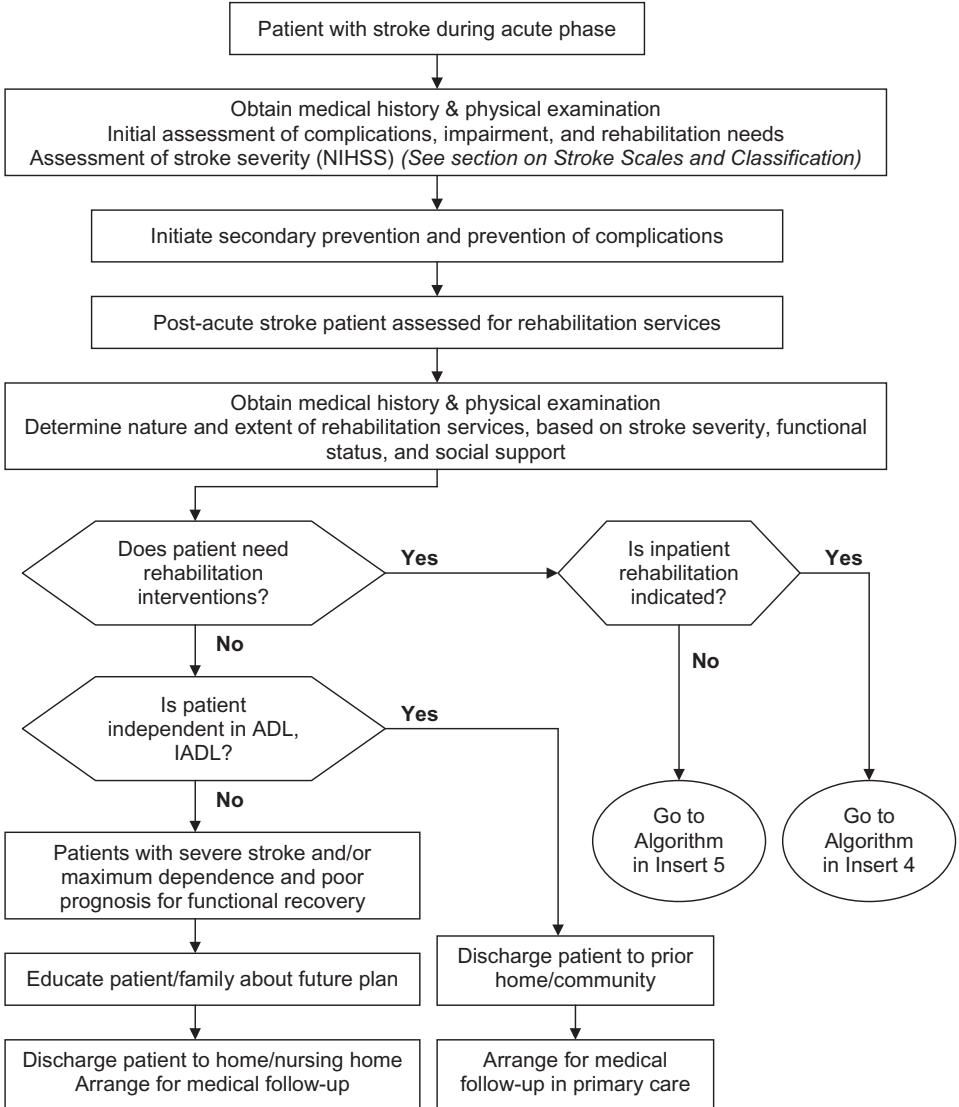 Patient with stroke during acute phase
Obtain medical history & physical examination
Initial assessment of complications, impairment, and rehabilitation needs
Assessment of stroke severity (NIHSS) (See section on Stroke Scales and Classification)
Initiate secondary prevention and prevention of complications
Post-acute stroke patient assessed for rehabilitation services
Obtain medical history & physical examination
Determine nature and extent of rehabilitation services, based on stroke severity, functional
status, and social support
Does patient need
rehabilitation
interventions?
Yes
Is inpatient
rehabilitation
indicated?
Yes
No
No
Is patient
independent in ADL,
IADL?
Yes
No
Go to
Algorithm
in Insert 5
Go to
Algorithm
in Insert 4
Patients with severe stroke and/or
maximum dependence and poor
prognosis for functional recovery
Educate patient/family about future plan
Discharge patient to home/nursing home
Arrange for medical follow-up
Discharge patient to prior
home/community
Arrange for medical
follow-up in primary care